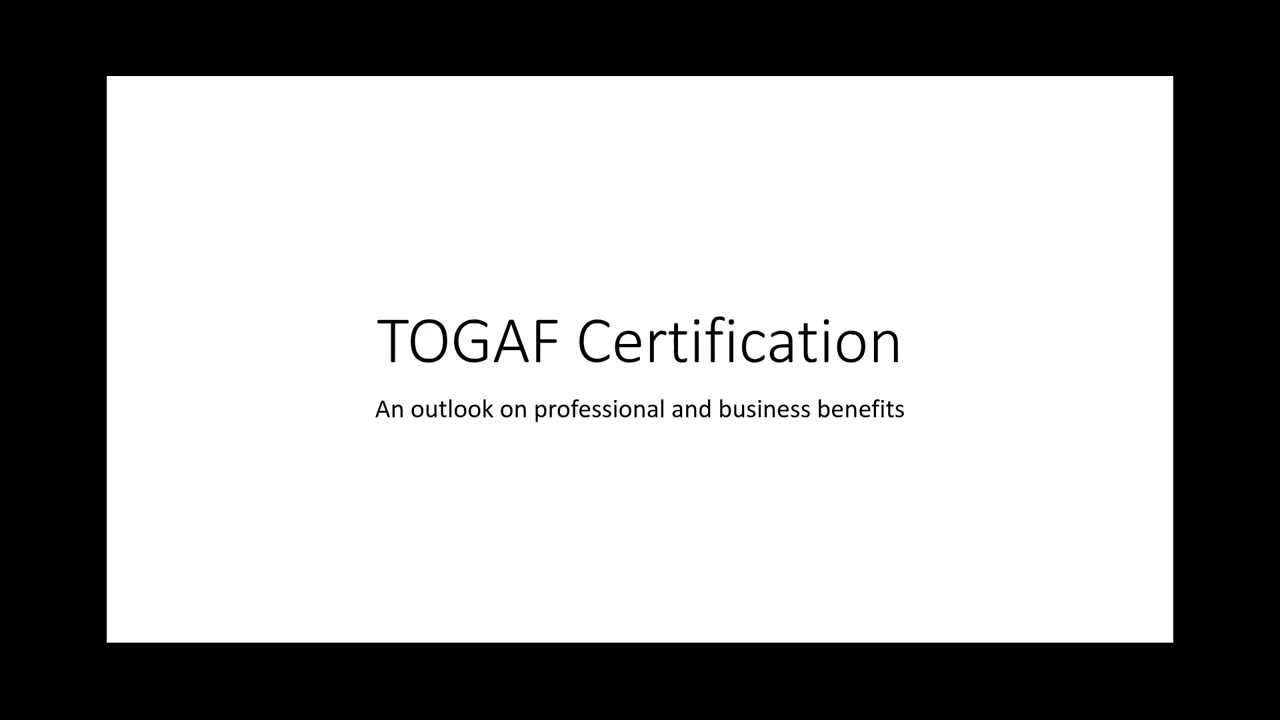 TOGAF Certification
An outlook on professional and business benefits